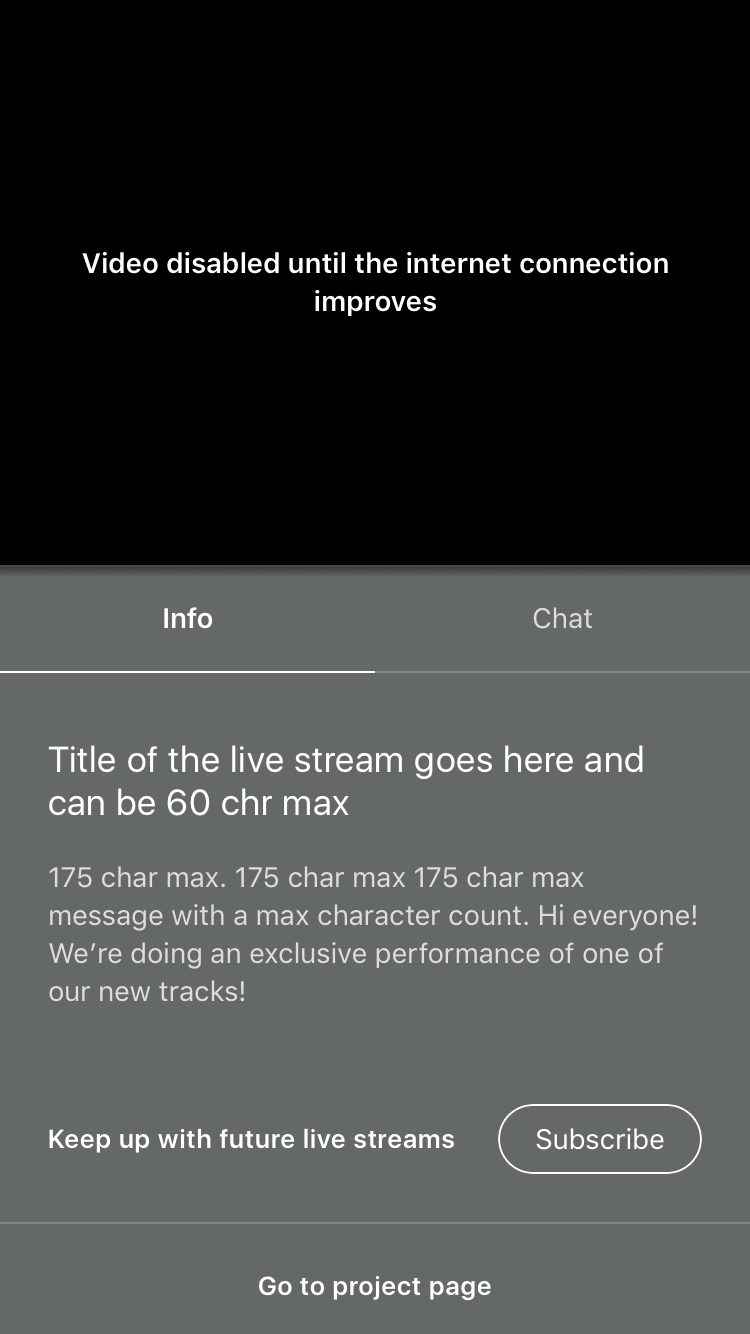 Video disabled until the internet connection
improves
Info
Chat
Title of the live stream goes here and
can be 60 chr max
175 char max. 175 char max 175 char max
message with a max character count. Hi everyone!
We’re doing an exclusive performance of one of
our new tracks!
Keep up with future live streams
Subscribe
Go to project page